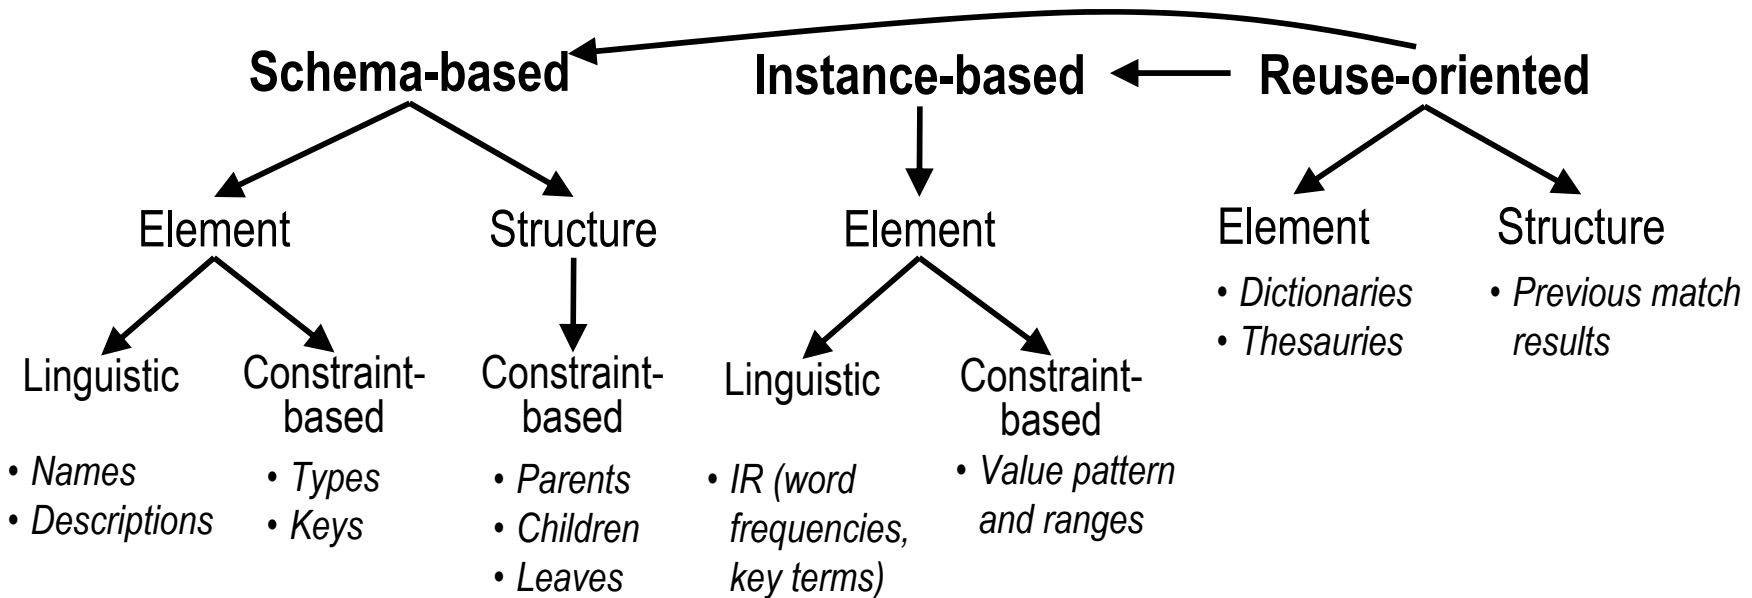 Schema-based
Instance-based
Reuse-oriented
Element
Structure
Element
Element
Structure
• Dictionaries
• Thesauries
• Previous match
results
Linguistic
Constraint-
based
Constraint-
based
Linguistic
Constraint-
based
• Names
• Descriptions
• Types
• Keys
• Parents
• Children
• Leaves
• IR (word
frequencies,
key terms)
• Value pattern
and ranges